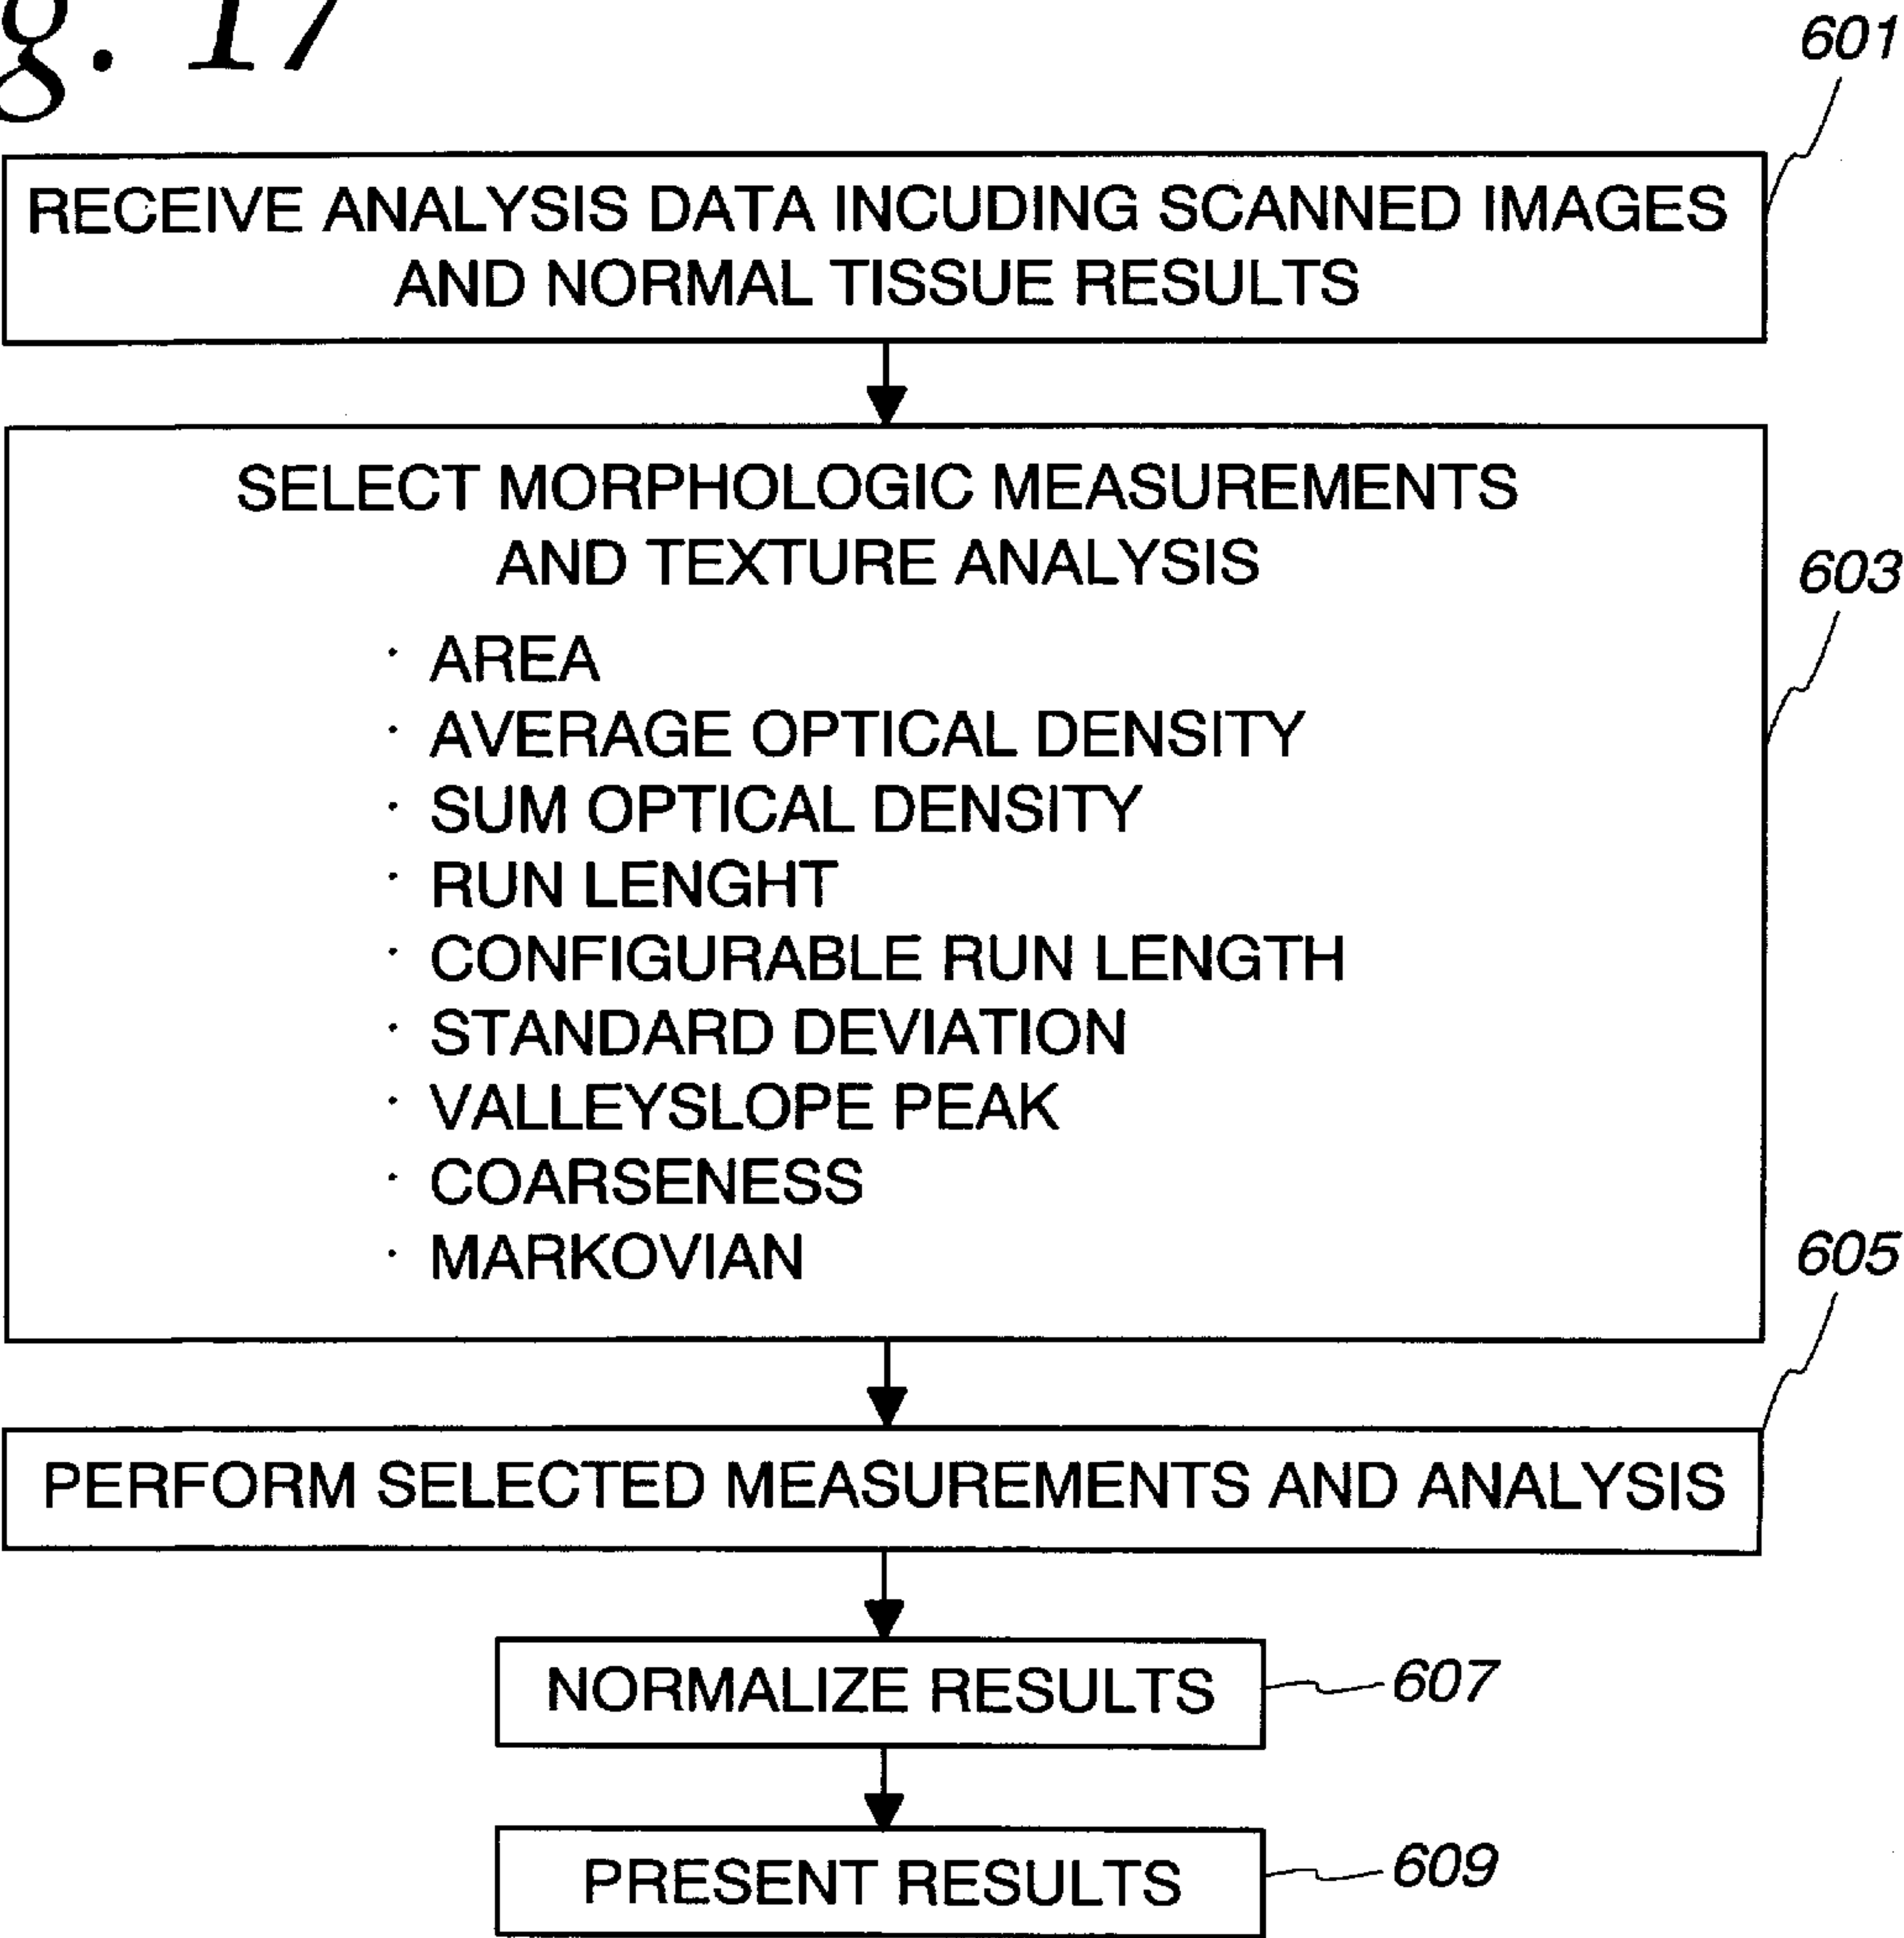 g. 17
601
RECEIVE ANALYSIS DATA INCUDING SCANNED IMAGES
AND NORMAL TISSUE RESULTS
SELECT MORPHOLOGIC MEASUREMENTS
AND TEXTURE ANALYSIS
603
· AREA
· AVERAGE OPTICAL DENSITY
· SUM OPTICAL DENSITY
· RUN LENGHT
· CONFIGURABLE RUN LENGTH
· STANDARD DEVIATION
· VALLEYSLOPE PEAK
· COARSENESS
· MARKOVIAN
605
PERFORM SELECTED MEASUREMENTS AND ANALYSIS
NORMALIZE RESULTS
607
PRESENT RESULTS
609